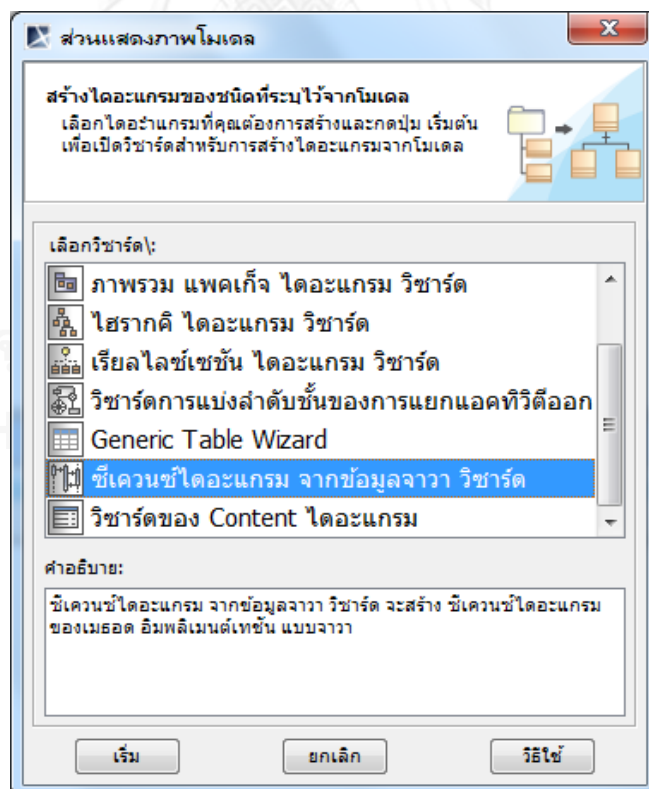 ส่วนแสดงภาพโมเดล
สร้างไดอะแกรมของชนิดที่ระบุไว้จากโมเดล
เลือกไดอะำแกรมที่คุณต้องการสร้างและกดปุ่ม เริ่มต้น
เพื่อเปิดวิซาร์ดสำหรับการสร้างไดอะแกรมจากโมเดล
เลือกวิซาร์ด\:
ภาพรวม แพคเก็จ ไดอะแกรม วิซาร์ด
ไฮรากคิ ไดอะแกรม วิซาร์ด
เรียลไลซ์เซชัน ไดอะแกรม วิซาร์ด
วิซาร์ดการแบ่งลำดับชั้นของการแยกแอคทิวิตีออก
Generic Table Wizard
ซีเควนซ์ไดอะแกรม จากข้อมูลจาวา วิซาร์ด
วิซาร์ดของ Content ไดอะแกรม
คำอธิบาย:
ซีเควนซ์ไดอะแกรม จากข้อมูลจาวา วิซาร์ด จะสร้าง ซีเควนซ์ไดอะแกรม
ของเมธอด อิมพลิเมนต์เทชั่น แบบจาวา
เริ่ม
ยกเลิก
วิธีใช้